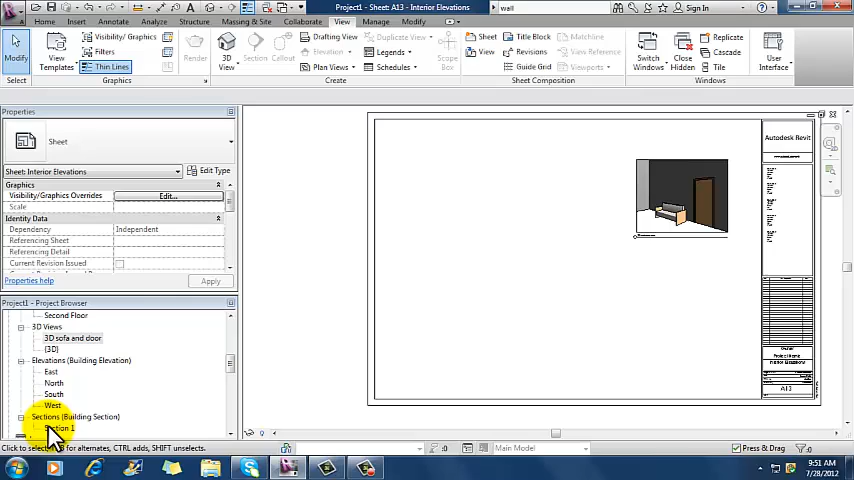 Project1 - Sheet: A13 - Interior Elevations
wall
Sign In
Home
Insert
Annotate
Analyze
Structure
Massing & Site
Collaborate
View
Manage
Modify
Modify
View
Templates
Visibility/ Graphics
Filters
Thin Lines
Render
3D
View
Section
Callout
Drafting View
Elevation
Plan Views
Duplicate View
Legends
Schedules
Scope
Box
Sheet
View
Title Block
Revisions
Guide Grid
Matchline
View Reference
Switch
Windows
Close
Hidden
Replicate
Cascade
Tile
User
Interface
Select
Graphics
Create
Sheet Composition
Windows
Properties
Sheet
Sheet: Interior Elevations
Edit Type
Graphics
Visibility/Graphics Overrides
Edit...
Scale
Identity Data
Dependency
Independent
Referencing Sheet
Referencing Detail
Current Revision Issued
Properties help
Apply
Project1 - Project Browser
Second Floor
3D Views
3D sofa and door
{3D}
Elevations (Building Elevation)
East
North
South
West
Sections (Building Section)
Section 1
Autodesk Revit
Owner
Project Name
Interior Elevations
A13
for alternates, CTRL adds, SHIFT unselects.
:0
Main Model
Press & Drag
:0
9:51 AM
7/28/2012